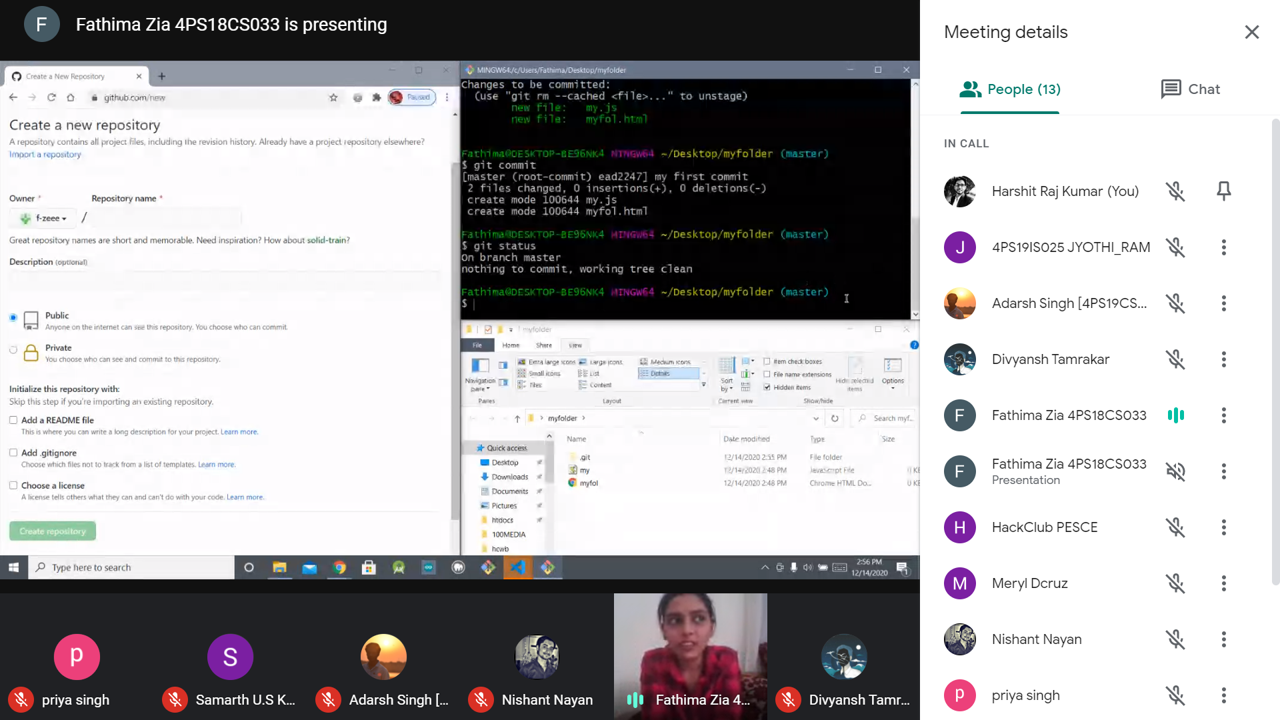 F
Fathima Zia 4PS18CS033 is presenting
Create a New Repository
github.com/new
Paused
Create a new repository
A repository contains all project files, including the revision history. Already have a project repository elsewhere?
Import a repository
Owner *
Repository name *
f-zeee
/
Great repository names are short and memorable. Need inspiration? How about solid-train?
Description (optional)
Public
Anyone on the internet can see this repository. You choose who can commit.
Private
You choose who can see and commit to this repository.
Initialize this repository with:
Skip this step if you're importing an existing repository.
Add a README file
This is where you can write a long description for your project. Learn more.
Add .gitignore
Choose which files not to track from a list of templates. Learn more.
Choose a license
A license tells others what they can and can't do with your code. Learn more.
Create repository
MINGW64:/c/Users/Fathima/Desktop/myfolder
Changes to be committed:
(use "git rm --cached <file>..." to unstage)
new file: my.js
new file: myfol.html
Fathima@DESKTOP-BE96NK4 MINGW64 ~/Desktop/myfolder (master)
$ git commit
[master (root-commit) ead2247] my first commit
2 files changed, 0 insertions(+), 0 deletions(-)
create mode 100644 my.js
create mode 100644 myfol.html
Fathima@DESKTOP-BE96NK4 MINGW64 ~/Desktop/myfolder (master)
$ git status
On branch master
nothing to commit, working tree clean
Fathima@DESKTOP-BE96NK4 MINGW64 ~/Desktop/myfolder (master)
$
myfolder
File Home Share View
Navigation pane
Extra large icons Large icons Medium icons
Small icons List Details
Tiles Content
Sort by
Item check boxes
File name extensions
Hidden items
Hide selected items
Options
Panes Layout Current view Show/hide
myfolder
Search myf...
Name Date modified Type Size
Quick access
Desktop
Downloads
Documents
Pictures
htdocs
100MEDIA
hcwb
.git 12/14/2020 2:55 PM File folder
my 12/14/2020 2:48 PM JavaScript File
myfol 12/14/2020 2:48 PM Chrome HTML Do...
Type here to search
2:56 PM
12/14/2020
p
priya singh
S
Samarth U.S K...
Adarsh Singh [...
Nishant Nayan
Fathima Zia 4...
Divyansh Tamr...
Meeting details
People (13)
Chat
IN CALL
Harshit Raj Kumar (You)
J
4PS19IS025 JYOTHI_RAM
Adarsh Singh [4PS19CS...
Divyansh Tamrakar
F
Fathima Zia 4PS18CS033
F
Fathima Zia 4PS18CS033
Presentation
H
HackClub PESCE
M
Meryl Dcruz
Nishant Nayan
p
priya singh